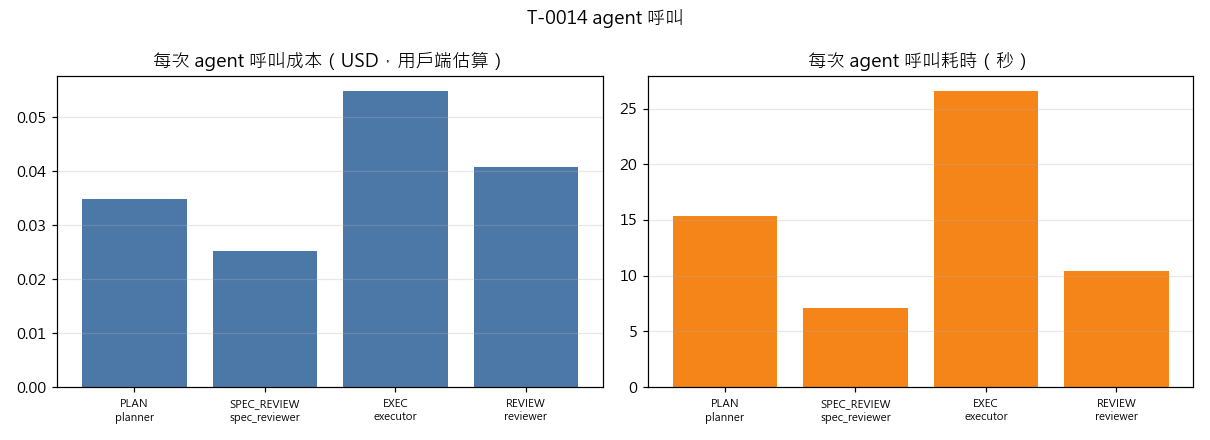 T-0014 agent 呼叫
每次 agent 呼叫成本（USD，用戶端估算）
0.05
0.04
0.03
0.02
0.01
0.00
PLAN
planner
SPEC_REVIEW
spec_reviewer
EXEC
executor
REVIEW
reviewer
每次 agent 呼叫耗時（秒）
25
20
15
10
5
0
PLAN
planner
SPEC_REVIEW
spec_reviewer
EXEC
executor
REVIEW
reviewer